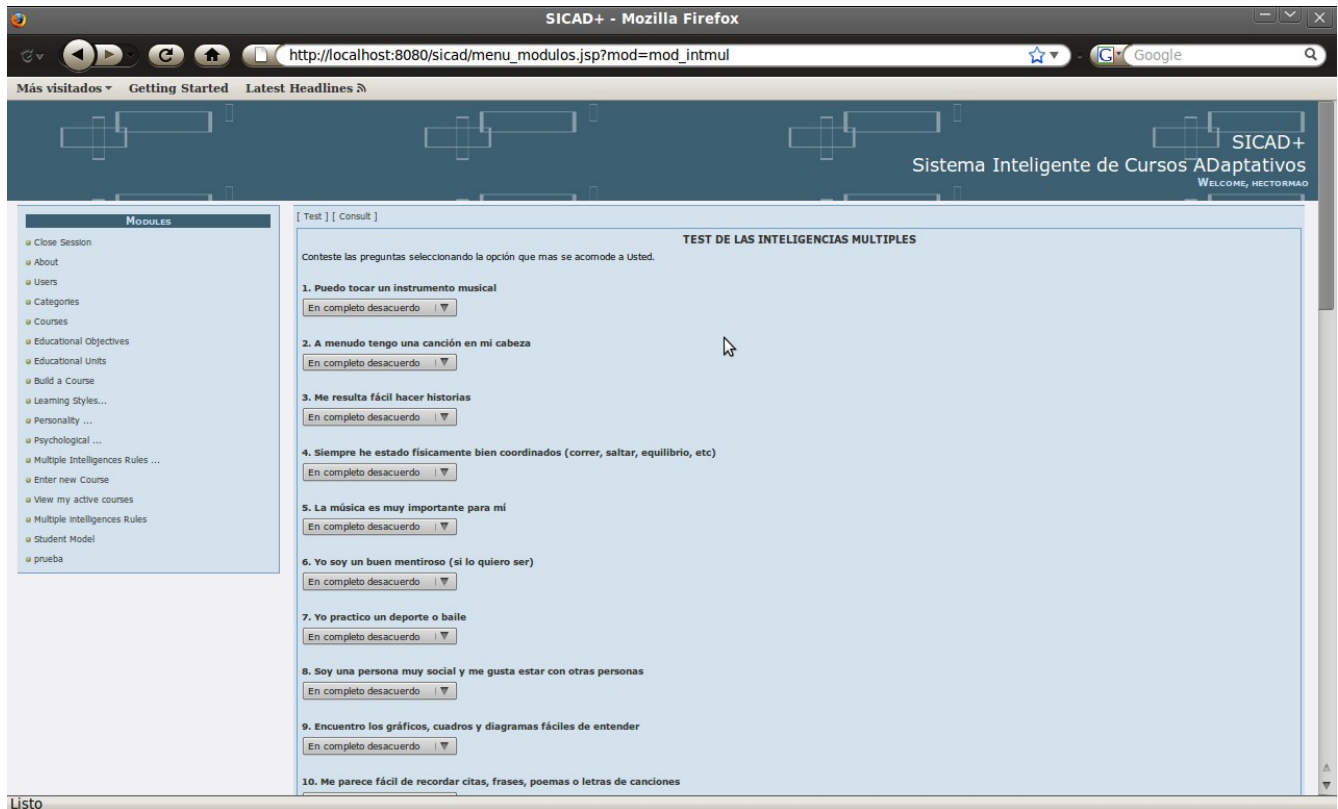 SICAD+ - Mozilla Firefox
http://localhost:8080/sicad/menu_modulos.jsp?mod=mod_intmul
G Google
Más visitados Getting Started Latest Headlines
SICAD+
Sistema Inteligente de Cursos ADaptativos
WELCOME, HECTORMAO
MODULES
Close Session
About
Users
Categories
Courses
Educational Objectives
Educational Units
Build a Course
Learning Styles...
Personality ...
Psychological ...
Multiple Intelligences Rules ...
Enter new Course
View my active courses
Multiple Intelligences Rules
Student Model
prueba
[ Test ] [ Consult ]
TEST DE LAS INTELIGENCIAS MULTIPLES
Conteste las preguntas seleccionando la opción que mas se acomode a Usted.
1. Puedo tocar un instrumento musical
En completo desacuerdo
2. A menudo tengo una canción en mi cabeza
En completo desacuerdo
3. Me resulta fácil hacer historias
En completo desacuerdo
4. Siempre he estado físicamente bien coordinados (correr, saltar, equilibrio, etc)
En completo desacuerdo
5. La música es muy importante para mí
En completo desacuerdo
6. Yo soy un buen mentiroso (si lo quiero ser)
En completo desacuerdo
7. Yo practico un deporte o baile
En completo desacuerdo
8. Soy una persona muy social y me gusta estar con otras personas
En completo desacuerdo
9. Encuentro los gráficos, cuadros y diagramas fáciles de entender
En completo desacuerdo
10. Me parece fácil de recordar citas, frases, poemas o letras de canciones
Listo